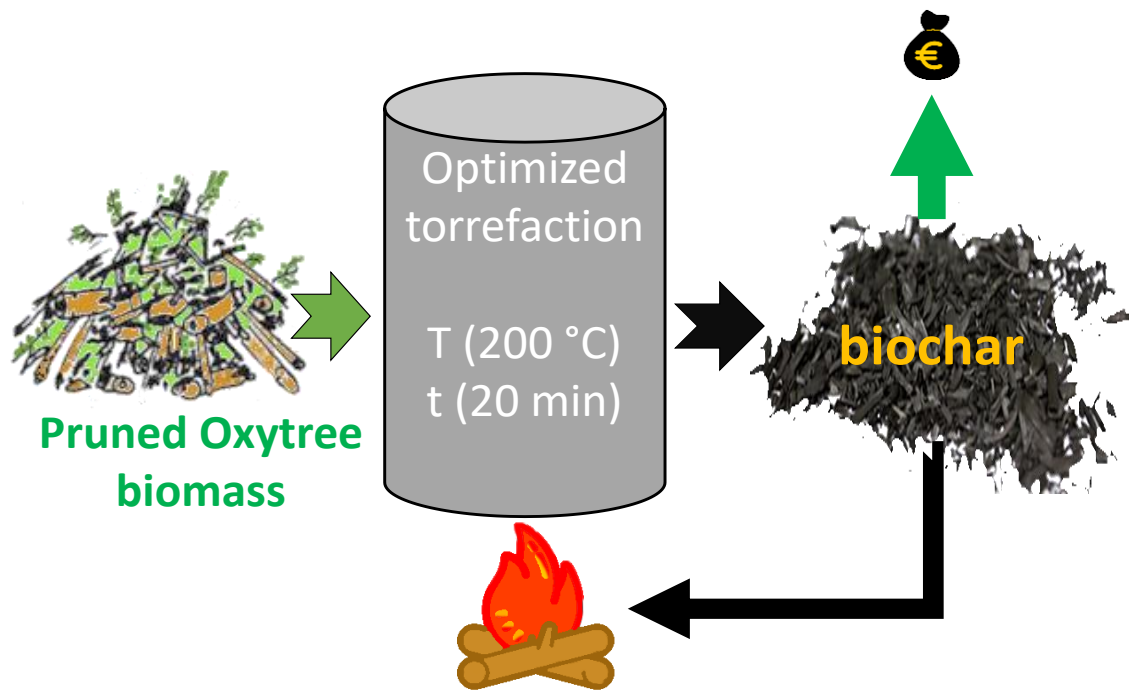 €
Optimized
torrefaction
T (200 °C)
t (20 min)
biochar
Pruned Oxytree
biomass